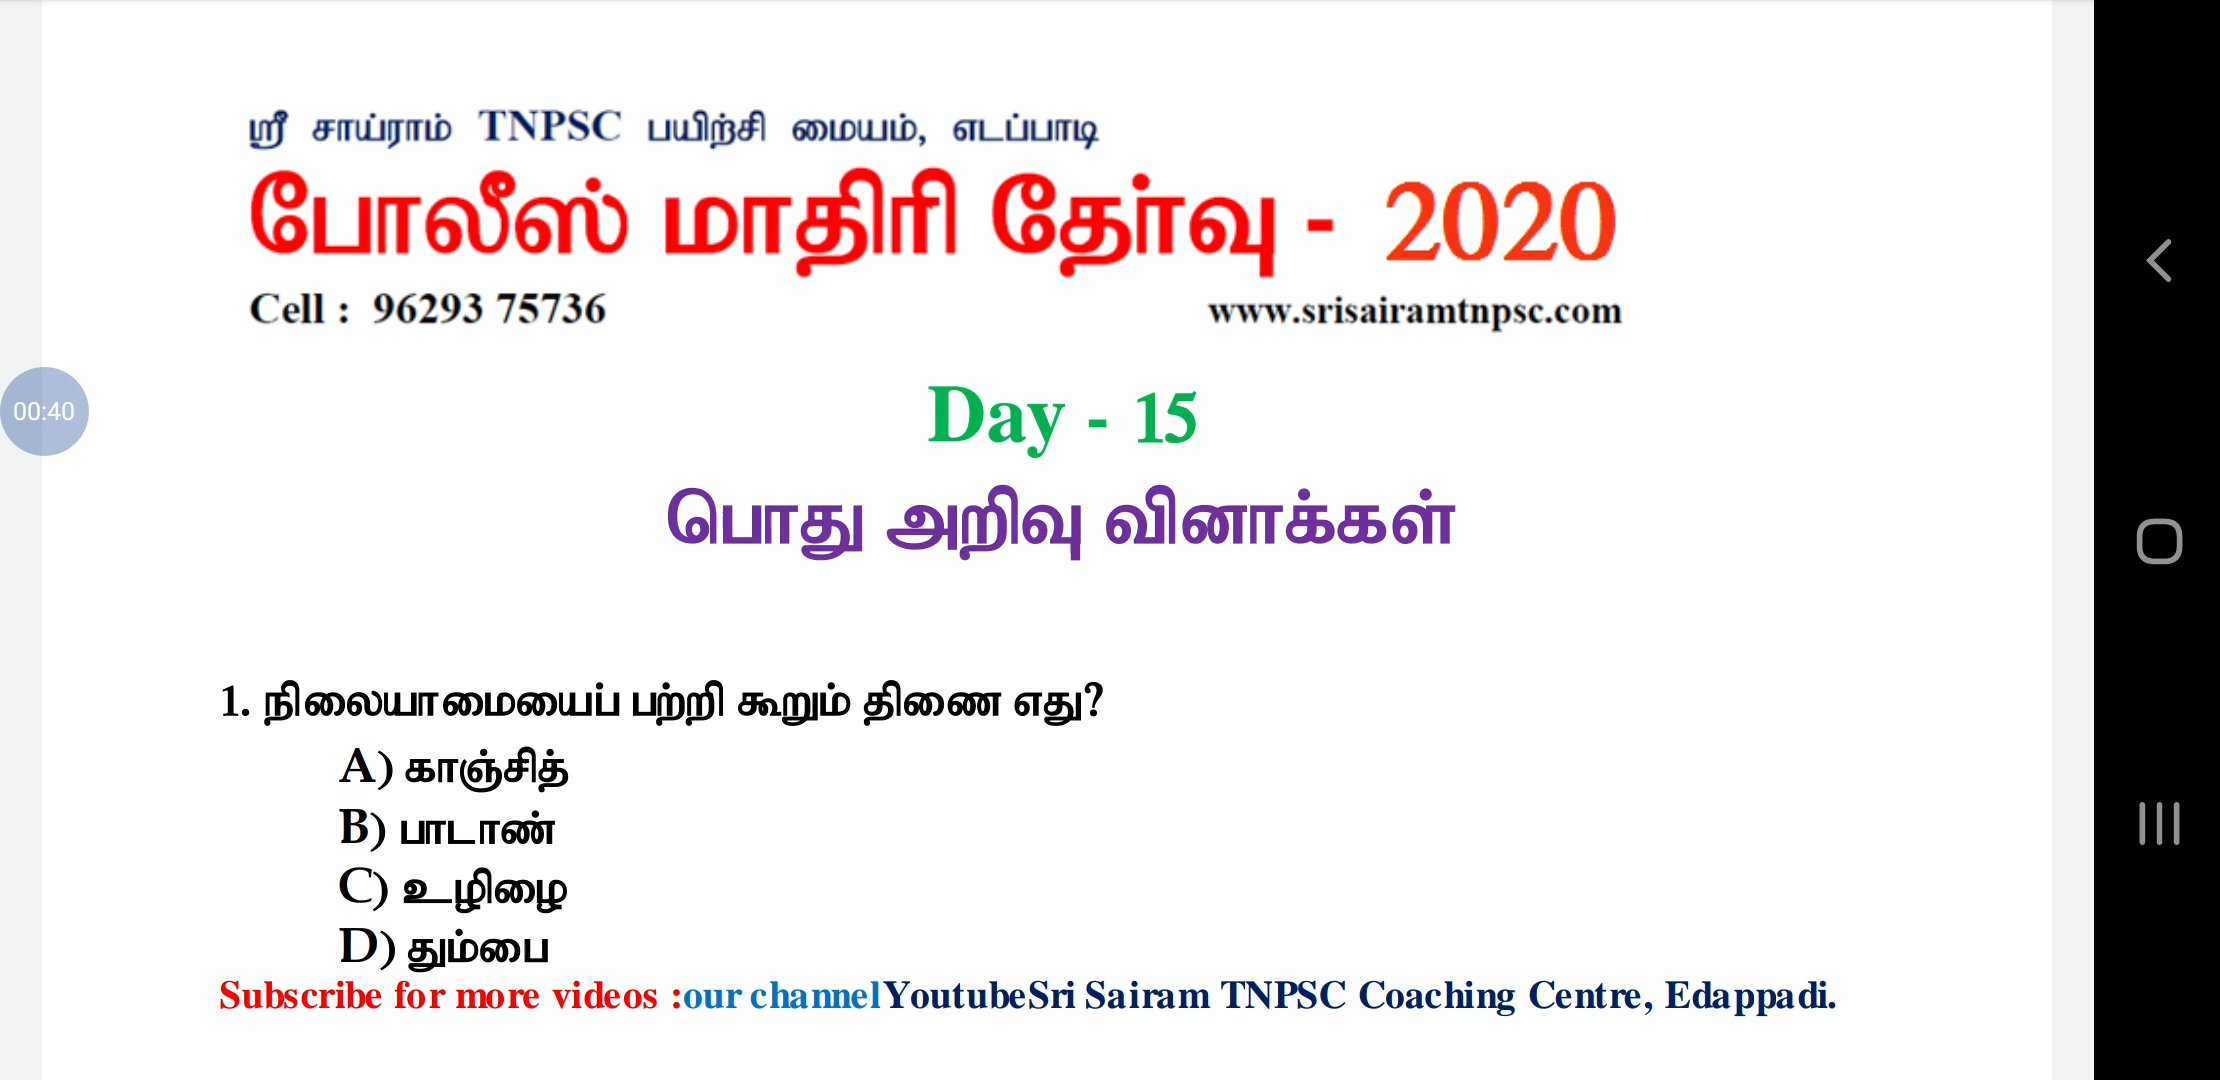 ஸ்ரீ சாய்ராம் TNPSC பயிற்சி மையம், எடப்பாடி
போலீஸ் மாதிரி தேர்வு - 2020
Cell : 96293 75736 www.srisairamtnpsc.com
00:40
Day - 15
பொது அறிவு வினாக்கள்
1. நிலையாமையைப் பற்றி கூறும் திணை எது?
A) காஞ்சித்
B) பாடாண்
C) உழிழை
D) தும்பை
Subscribe for more videos :our channelYoutubeSri Sairam TNPSC Coaching Centre, Edappadi.